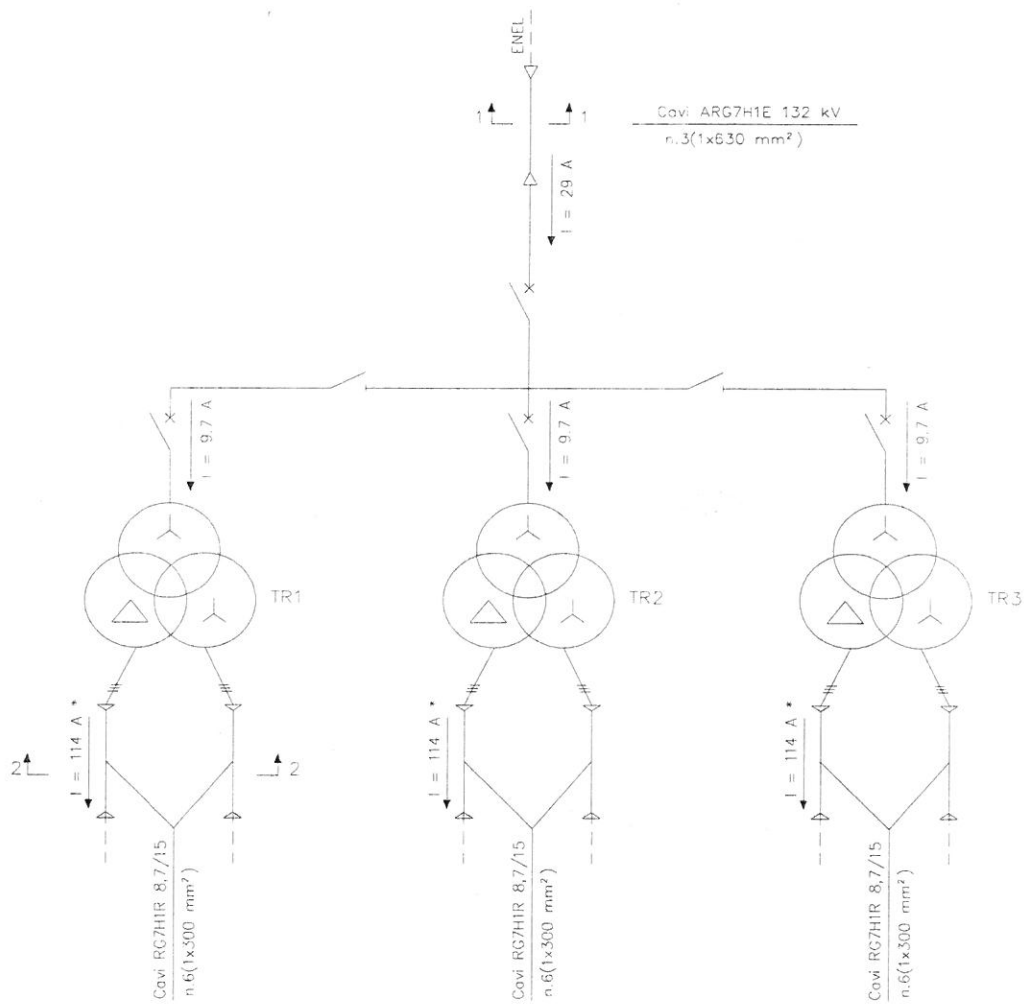 ENEL
1 1
Cavi ARG7H1E 132 kV
n.3(1x630 mm²)
I = 29 A
I = 9.7 A
I = 9.7 A
I = 9.7 A
TR1
TR2
TR3
I = 114 A *
I = 114 A *
I = 114 A *
2 2
Cavi RG7H1R 8,7/15
n.6(1x300 mm²)
Cavi RG7H1R 8,7/15
n.6(1x300 mm²)
Cavi RG7H1R 8,7/15
n.6(1x300 mm²)